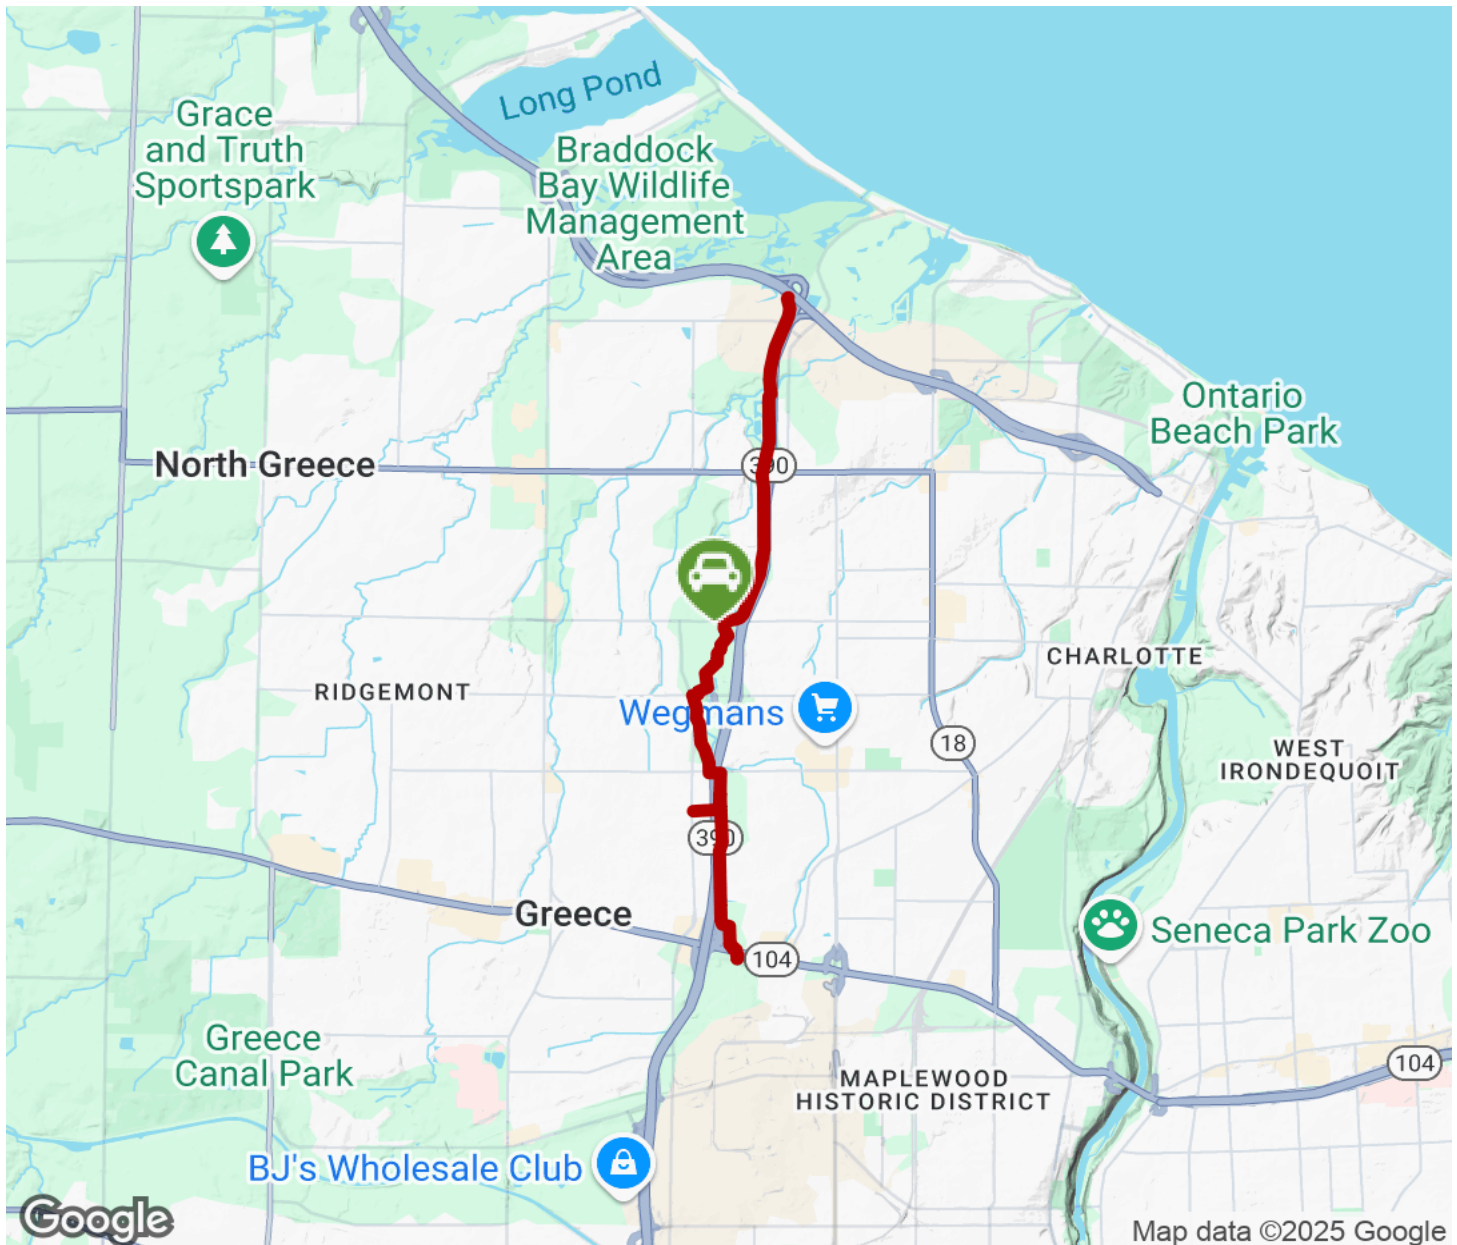 Long Pond
Grace
and Truth
Sportspark
Braddock
Bay Wildlife
Management
Area
Ontario
Beach Park
North Greece
390
CHARLOTTE
RIDGEMONT
Wegmans
18
WEST
IRONDEQUOIT
390
Greece
104
Seneca Park Zoo
Greece
Canal Park
MAPLEWOOD
HISTORIC DISTRICT
104
BJ's Wholesale Club
Google
Map data ©2025 Google